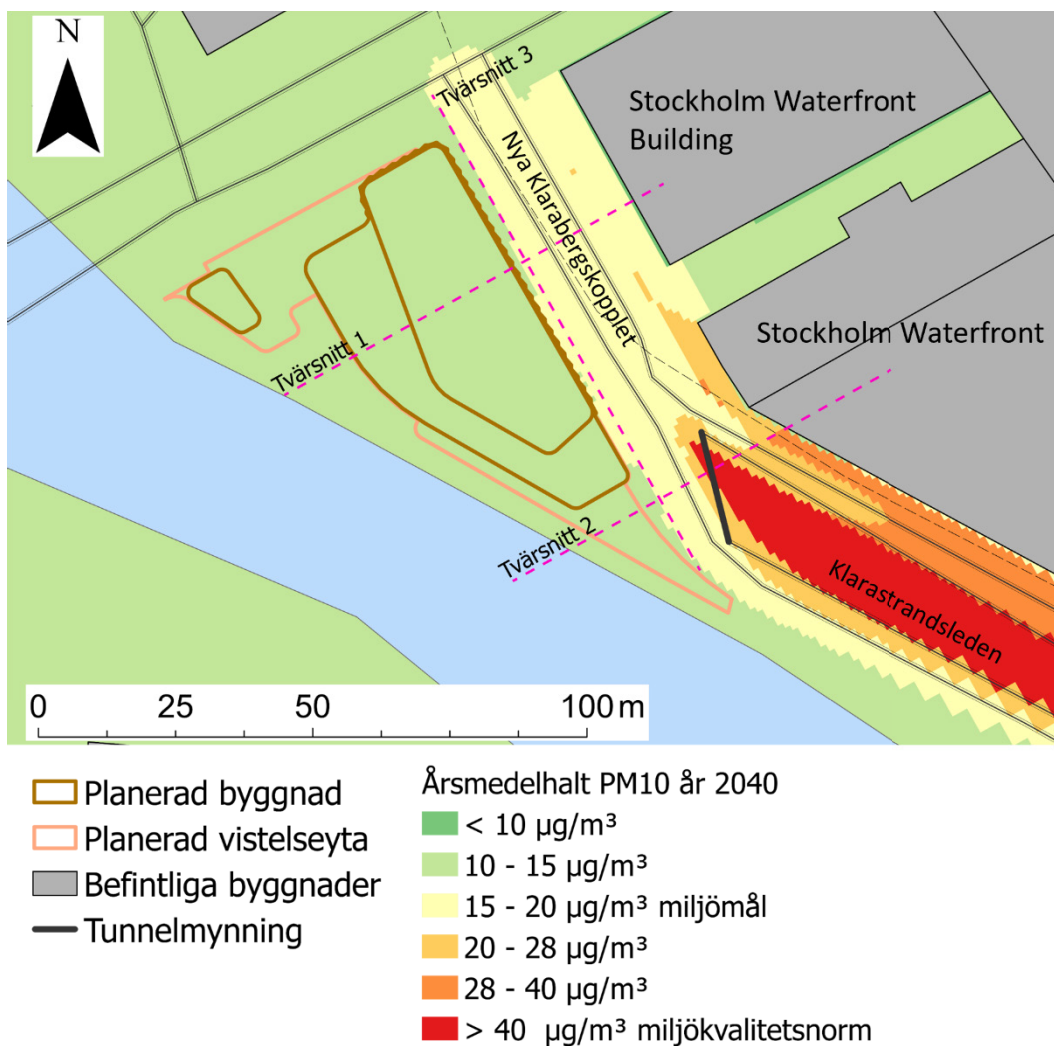 N
Tvärsnitt 3
Stockholm Waterfront
Building
Nya Klarabergskopplet
Stockholm Waterfront
Tvärsnitt 1
Tvärsnitt 2
Klarastrandsleden
0 25 50 100 m
Planerad byggnad
Planerad vistelseyta
Befintliga byggnader
Tunnelmynning
Årsmedelhalt PM10 år 2040
< 10 µg/m³
10 - 15 µg/m³
15 - 20 µg/m³ miljömål
20 - 28 µg/m³
28 - 40 µg/m³
> 40 µg/m³ miljökvalitetsnorm